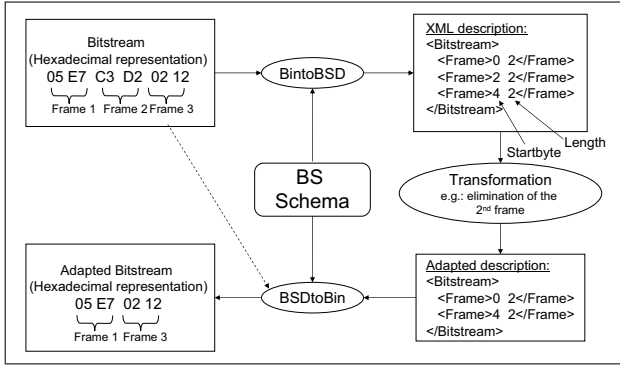 Bitstream
(Hexadecimal representation)
05 E7 C3 D2 02 12
Frame 1 Frame 2 Frame 3
BintoBSD
XML description:
<Bitstream>
<Frame>0 2</Frame>
<Frame>2 2</Frame>
<Frame>4 2</Frame>
</Bitstream>
Length
Startbyte
BS
Schema
Transformation
e.g.: elimination of the
2nd frame
Adapted Bitstream
(Hexadecimal representation)
05 E7 02 12
Frame 1 Frame 3
BSDtoBin
Adapted description:
<Bitstream>
<Frame>0 2</Frame>
<Frame>4 2</Frame>
</Bitstream>